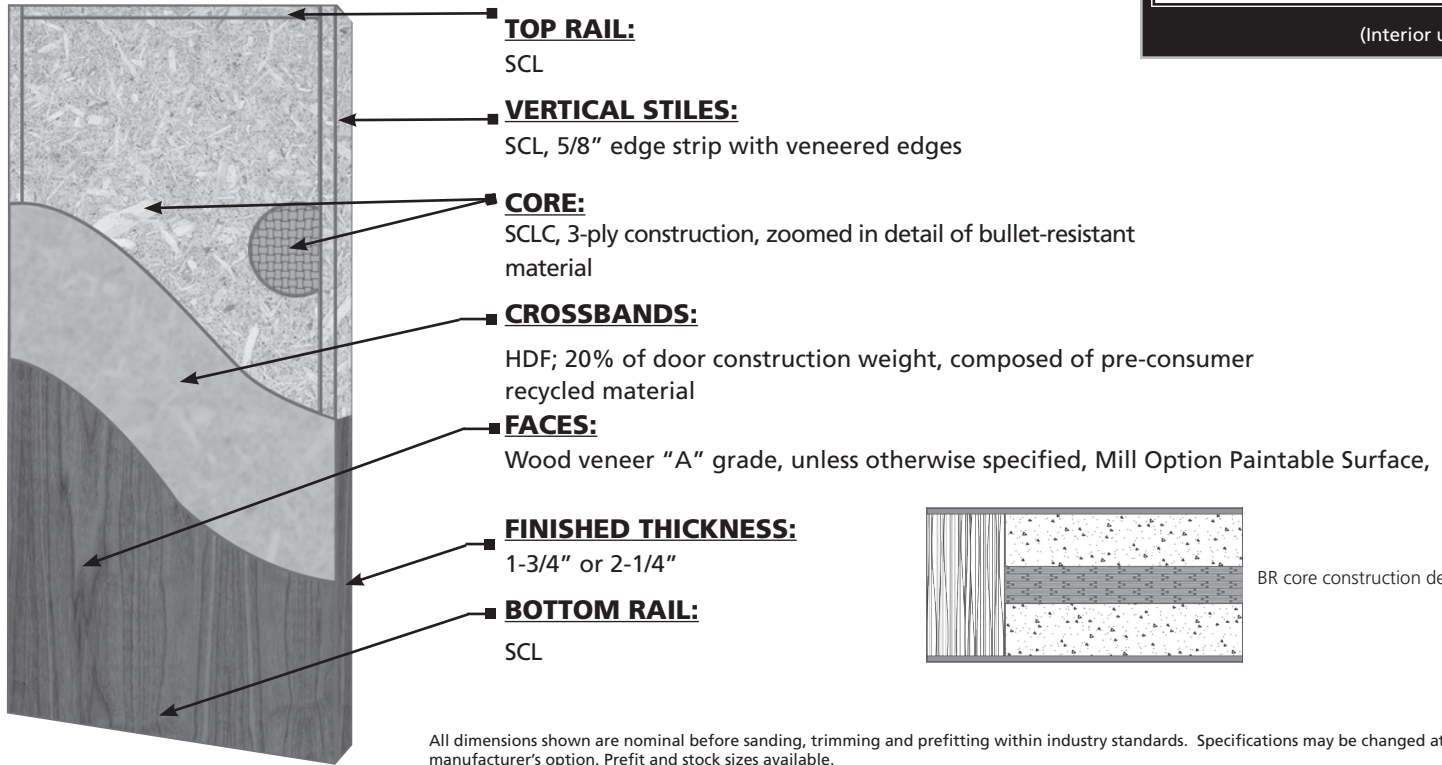 (Interior
TOP RAIL:
SCL
VERTICAL STILES:
SCL, 5/8” edge strip with veneered edges
CORE:
SCLC, 3-ply construction, zoomed in detail of bullet-resistant
material
CROSSBANDS:
HDF; 20% of door construction weight, composed of pre-consumer
recycled material
FACES:
Wood veneer “A” grade, unless otherwise specified, Mill Option Paintable Surface,
FINISHED THICKNESS:
1-3/4” or 2-1/4”
BR core construction
BOTTOM RAIL:
SCL
All dimensions shown are nominal before sanding, trimming and prefitting within industry standards. Specifications may be changed at
manufacturer’s option. Prefit and stock sizes available.